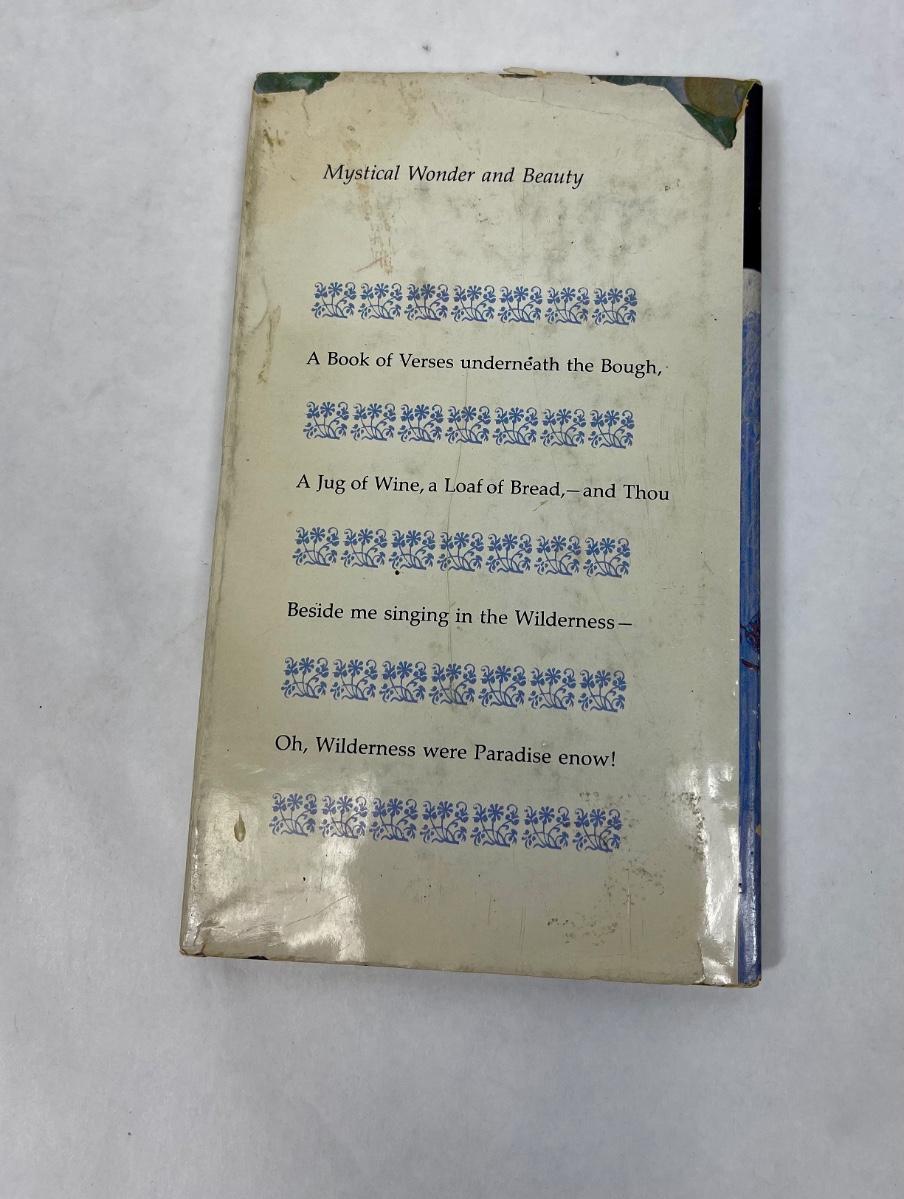 Mystical Wonder and Beauty
A Book of Verses underneath the Bough,
A Jug of Wine, a Loaf of Bread,—and Thou
Beside me singing in the Wilderness—
Oh, Wilderness were Paradise enow!